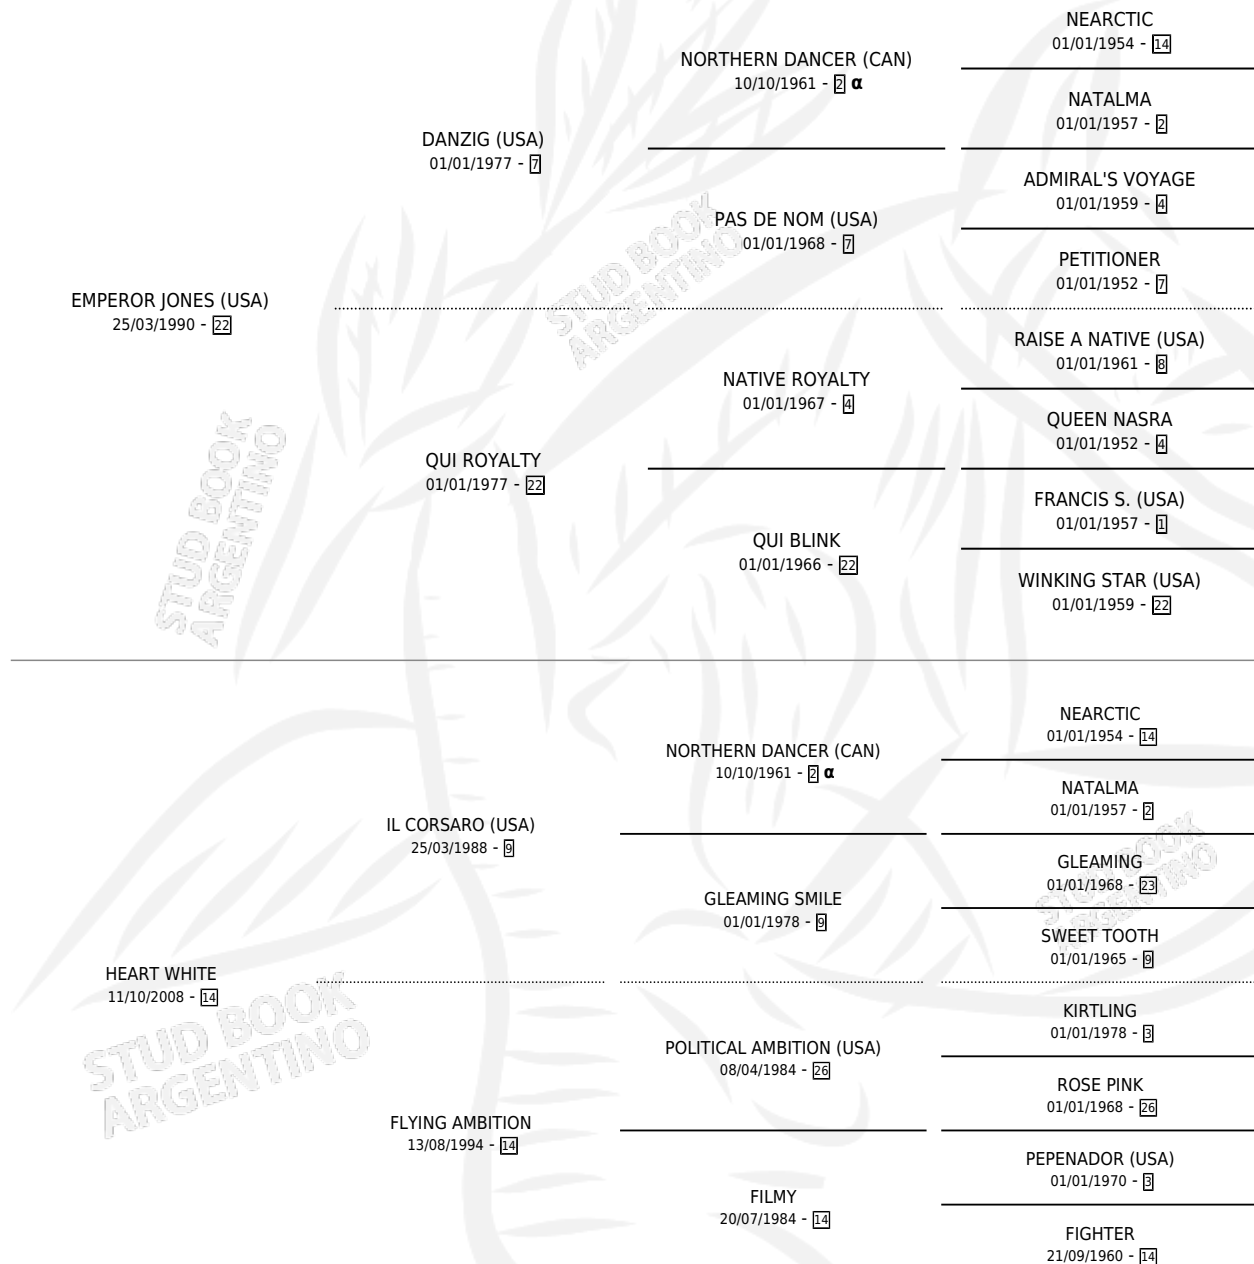 NEARCTIC
01/01/1954 - 14
NORTHERN DANCER (CAN)
10/10/1961 - 2 α
NATALMA
01/01/1957 - 2
DANZIG (USA)
01/01/1977 - 7
ADMIRAL'S VOYAGE
01/01/1959 - 4
PAS DE NOM (USA)
01/01/1968 - 7
PETITIONER
01/01/1952 - 7
EMPEROR JONES (USA)
25/03/1990 - 22
RAISE A NATIVE (USA)
01/01/1961 - 8
NATIVE ROYALTY
01/01/1967 - 4
QUEEN NASRA
01/01/1952 - 4
QUI ROYALTY
01/01/1977 - 22
FRANCIS S. (USA)
01/01/1957 - 1
QUI BLINK
01/01/1966 - 22
WINKING STAR (USA)
01/01/1959 - 22
NEARCTIC
01/01/1954 - 14
NORTHERN DANCER (CAN)
10/10/1961 - 2 α
NATALMA
01/01/1957 - 2
IL CORSARO (USA)
25/03/1988 - 9
GLEAMING
01/01/1968 - 23
GLEAMING SMILE
01/01/1978 - 9
SWEET TOOTH
01/01/1965 - 9
HEART WHITE
11/10/2008 - 14
KIRTLING
01/01/1978 - 3
POLITICAL AMBITION (USA)
08/04/1984 - 26
ROSE PINK
01/01/1968 - 26
FLYING AMBITION
13/08/1994 - 14
PEPENADOR (USA)
01/01/1970 - 3
FILMY
20/07/1984 - 14
FIGHTER
21/09/1960 - 14
STUD BOOK
ARGENTINO
STUD BOOK
ARGENTINO
STUD BOOK
ARGENTINO
STUD BOOK
ARGENTINO